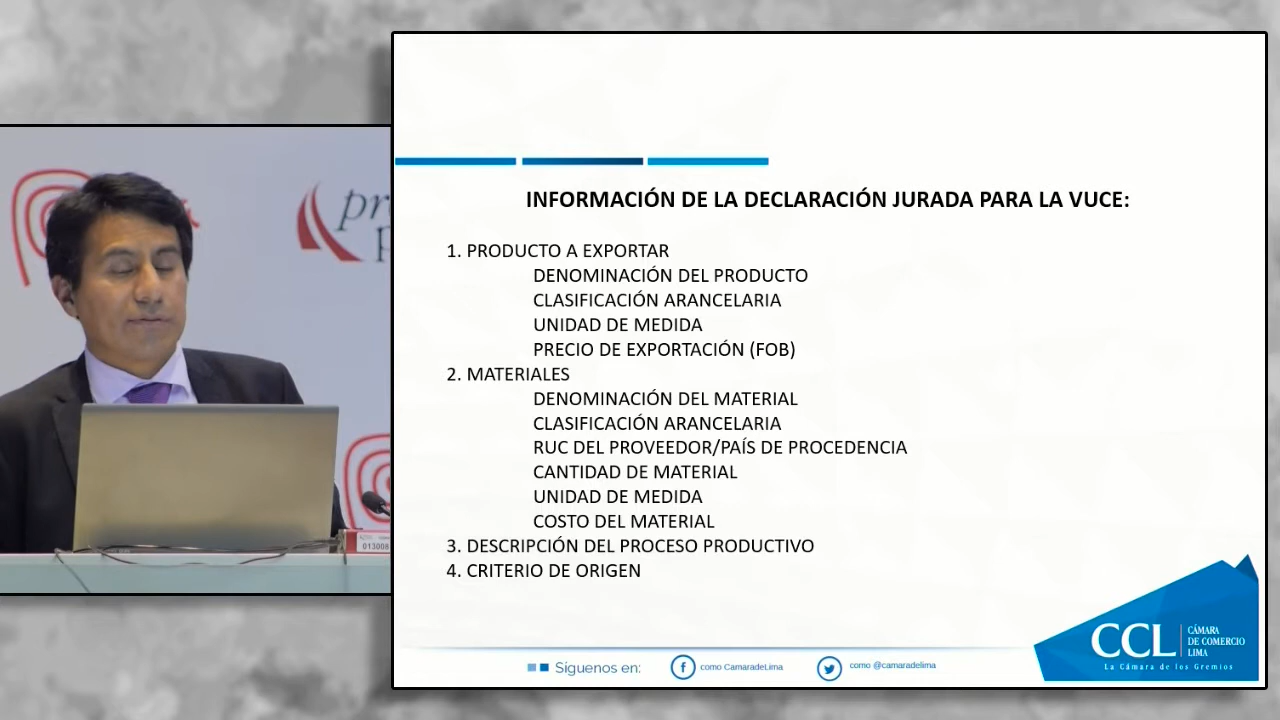 INFORMACIÓN DE LA DECLARACIÓN JURADA PARA LA VUCE:
1. PRODUCTO A EXPORTAR
DENOMINACIÓN DEL PRODUCTO
CLASIFICACIÓN ARANCELARIA
UNIDAD DE MEDIDA
PRECIO DE EXPORTACIÓN (FOB)
2. MATERIALES
DENOMINACIÓN DEL MATERIAL
CLASIFICACIÓN ARANCELARIA
RUC DEL PROVEEDOR/PAÍS DE PROCEDENCIA
CANTIDAD DE MATERIAL
UNIDAD DE MEDIDA
COSTO DEL MATERIAL
3. DESCRIPCIÓN DEL PROCESO PRODUCTIVO
4. CRITERIO DE ORIGEN
Síguenos en: como CamaradeLima como @camaradelima
CCL CÁMARA
DE COMERCIO
LIMA
La Cámara de los Gremios
013008